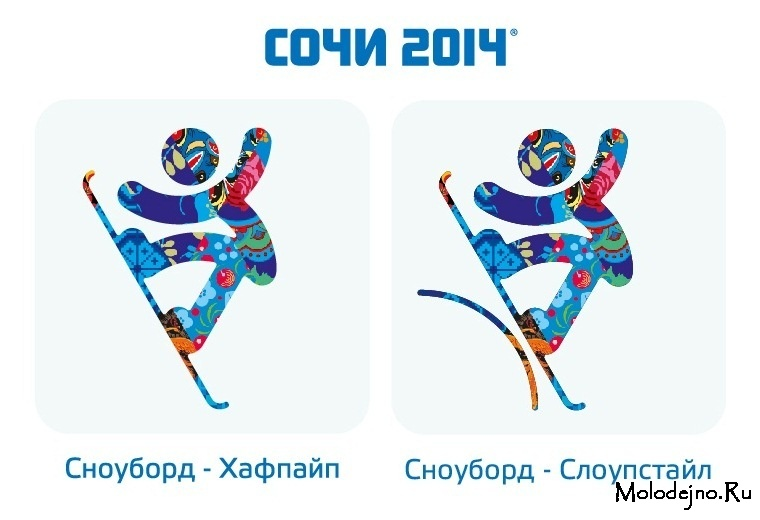 СОЧИ 2014®
Сноуборд - Хафпайп
Сноуборд - Слоупстайл
Molodejno.Ru